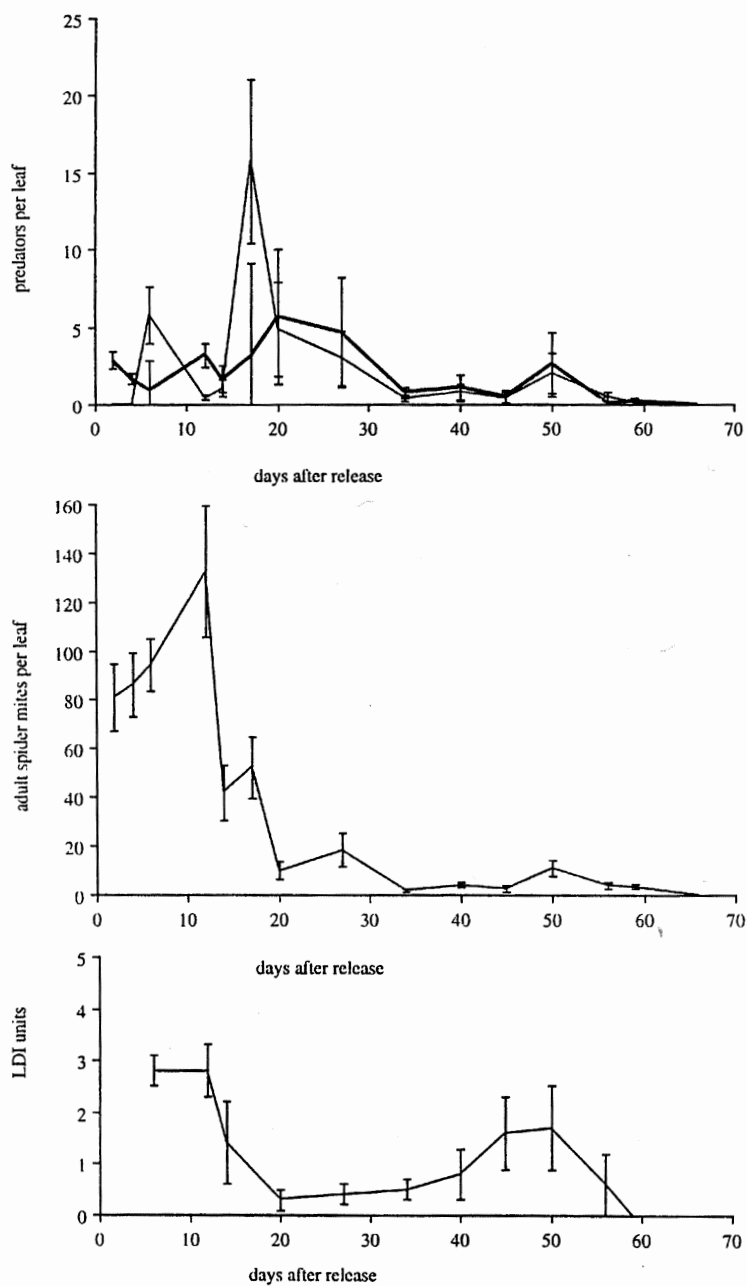 25
20
15
10
5
0
predators per leaf
0 10 20 30 40 50 60 70
days after release
160
140
120
100
80
60
40
20
0
adult spider mites per leaf
0 10 20 30 40 50 60 70
days after release
5
4
3
2
1
0
LDI units
0 10 20 30 40 50 60 70
days after release